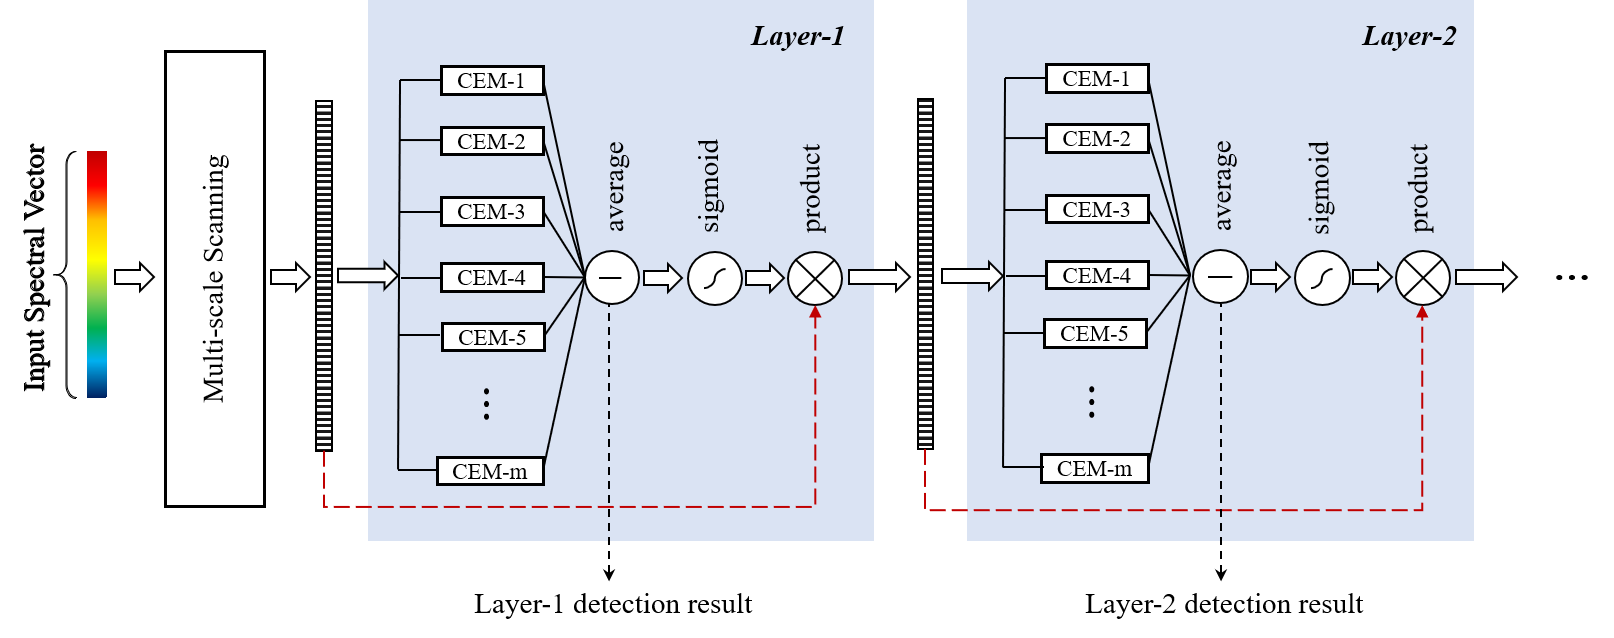 Input Spectral Vector
Multi-scale Scanning
Layer-1
CEM-1
CEM-2
CEM-3
CEM-4
CEM-5
⋮
CEM-m
average
sigmoid
product
Layer-1 detection result
Layer-2
CEM-1
CEM-2
CEM-3
CEM-4
CEM-5
⋮
CEM-m
average
sigmoid
product
Layer-2 detection result
...